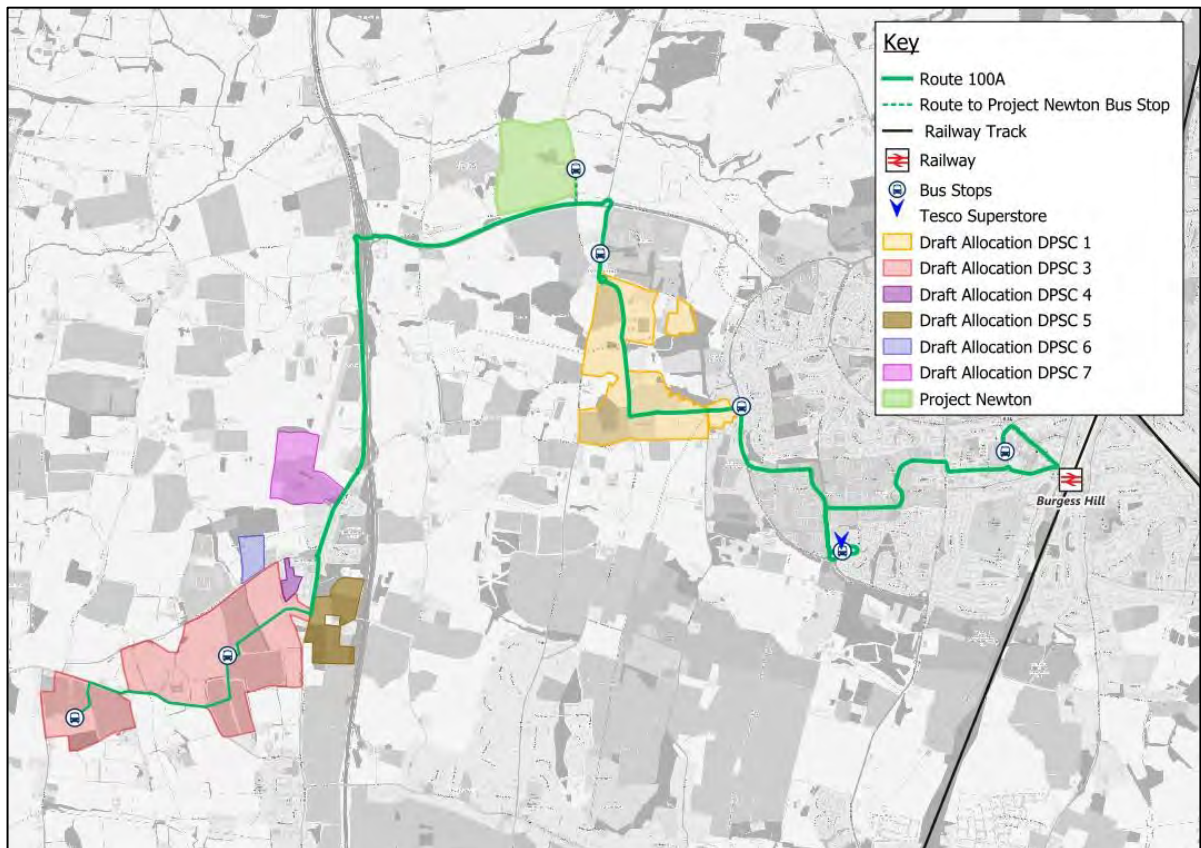 Key
Route 100A
Route to Project Newton Bus Stop
Railway Track
Railway
Bus Stops
Tesco Superstore
Draft Allocation DPSC 1
Draft Allocation DPSC 3
Draft Allocation DPSC 4
Draft Allocation DPSC 5
Draft Allocation DPSC 6
Draft Allocation DPSC 7
Project Newton
Burgess Hill